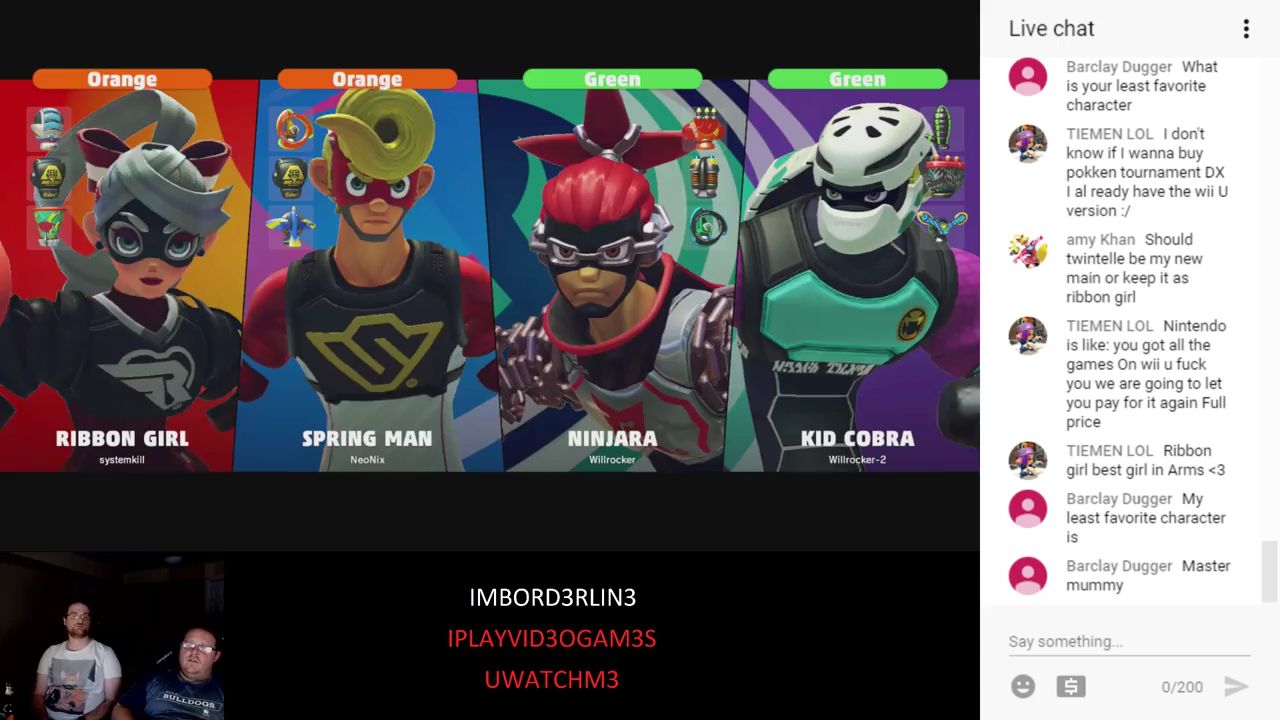 Orange
Orange
Green
Green
RIBBON GIRL
systemkill
SPRING MAN
NeoNix
NINJARA
Willrocker
KID COBRA
Willrocker-2
IMBORD3RLIN3
IPLAYVID3OGAM3S
UWATCHM3
BULLDOGS
Live chat
Barclay Dugger What
is your least favorite
character
TIEMEN LOL I don't
know if I wanna buy
pokken tournament DX
I al ready have the wii U
version :/
amy Khan Should
twintelle be my new
main or keep it as
ribbon girl
TIEMEN LOL Nintendo
is like: you got all the
games On wii u fuck
you we are going to let
you pay for it again Full
price
TIEMEN LOL Ribbon
girl best girl in Arms <3
Barclay Dugger My
least favorite character
is
Barclay Dugger Master
mummy
Say something...
0/200